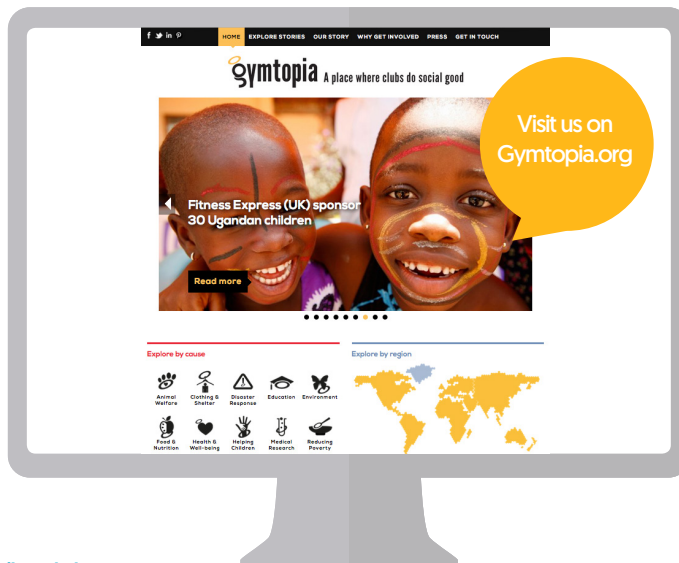 HOME EXPLORE STORIES OUR STORY WHY GET INVOLVED PRESS GET IN TOUCH
gymtopia A place where clubs do social good
Visit us on
Gymtopia.org
Fitness Express (UK) sponsor
30 Ugandan children
Read more
Explore by cause
Explore by region
Animal
Welfare
Clothing &
Shelter
Disaster
Response
Education
Environment
Food &
Nutrition
Health &
Well-being
Helping
Children
Medical
Research
Reducing
Poverty